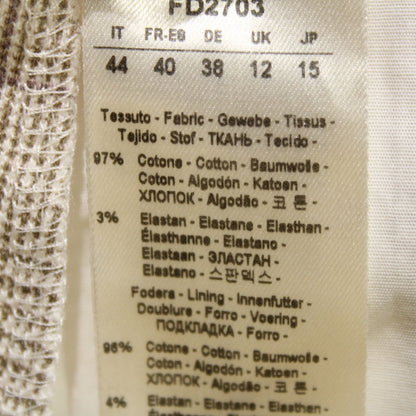 FD2703
IT FR-ES DE UK JP
44 40 38 12 15
Tessuto - Fabric - Gewebe - Tissus -
Tejido - Stof - ТКАНЬ - Tecido -
97% Cotone - Cotton - Baumwolle -
Coton - Algodón - Katoen -
ХЛОПОК - Algodão - 코 튼 -
3% Elastan - Elastane - Elasthan -
Élasthanne - Elastano -
Elastaan - ЭЛАСТАН -
Elastano - 스판덱스 -
Fodera - Lining - Innenfutter -
Doublure - Forro - Voering -
ПОДКЛАДКА - Forro -
96% Cotone - Cotton - Baumwolle -
Coton - Algodón - Katoen -
ХЛОПОК - Algodão - 코 튼 -
4% Elastan - Elastane - Elasthan -
Élasthanne - Elastano -